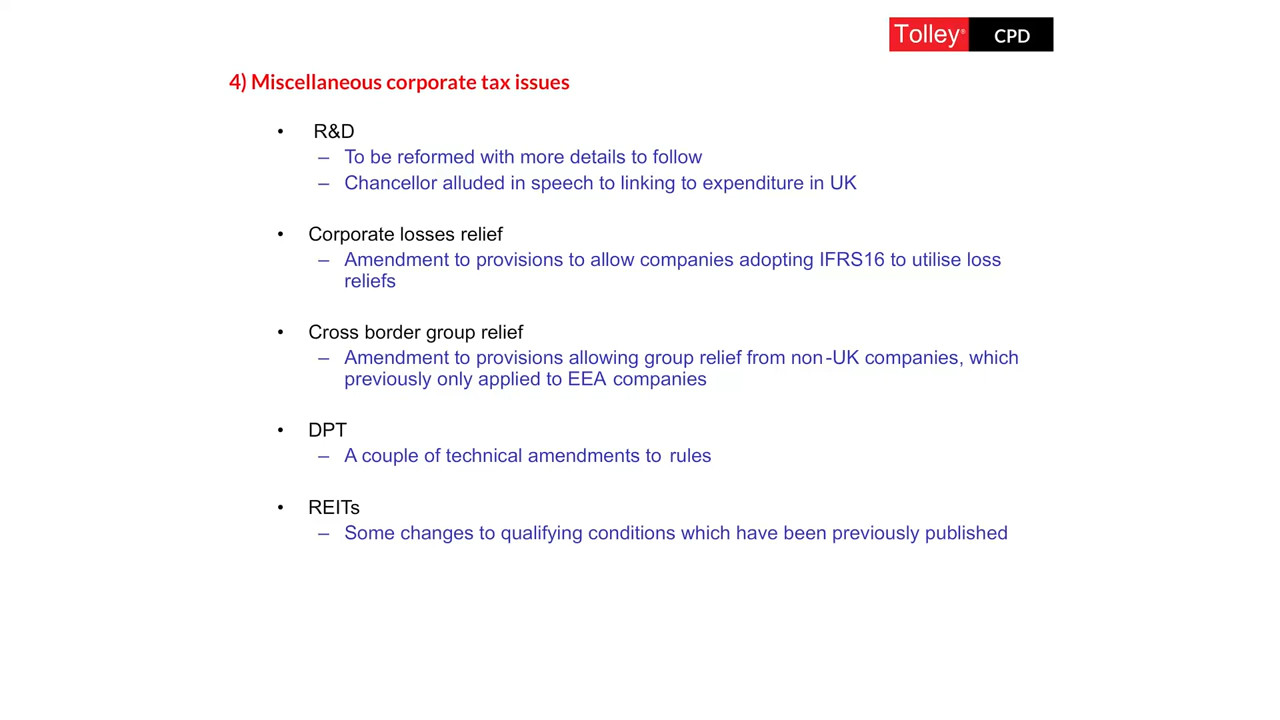 Tolley® CPD
4) Miscellaneous corporate tax issues
• R&D
– To be reformed with more details to follow
– Chancellor alluded in speech to linking to expenditure in UK
• Corporate losses relief
– Amendment to provisions to allow companies adopting IFRS16 to utilise loss
reliefs
• Cross border group relief
– Amendment to provisions allowing group relief from non-UK companies, which
previously only applied to EEA companies
• DPT
– A couple of technical amendments to rules
• REITs
– Some changes to qualifying conditions which have been previously published